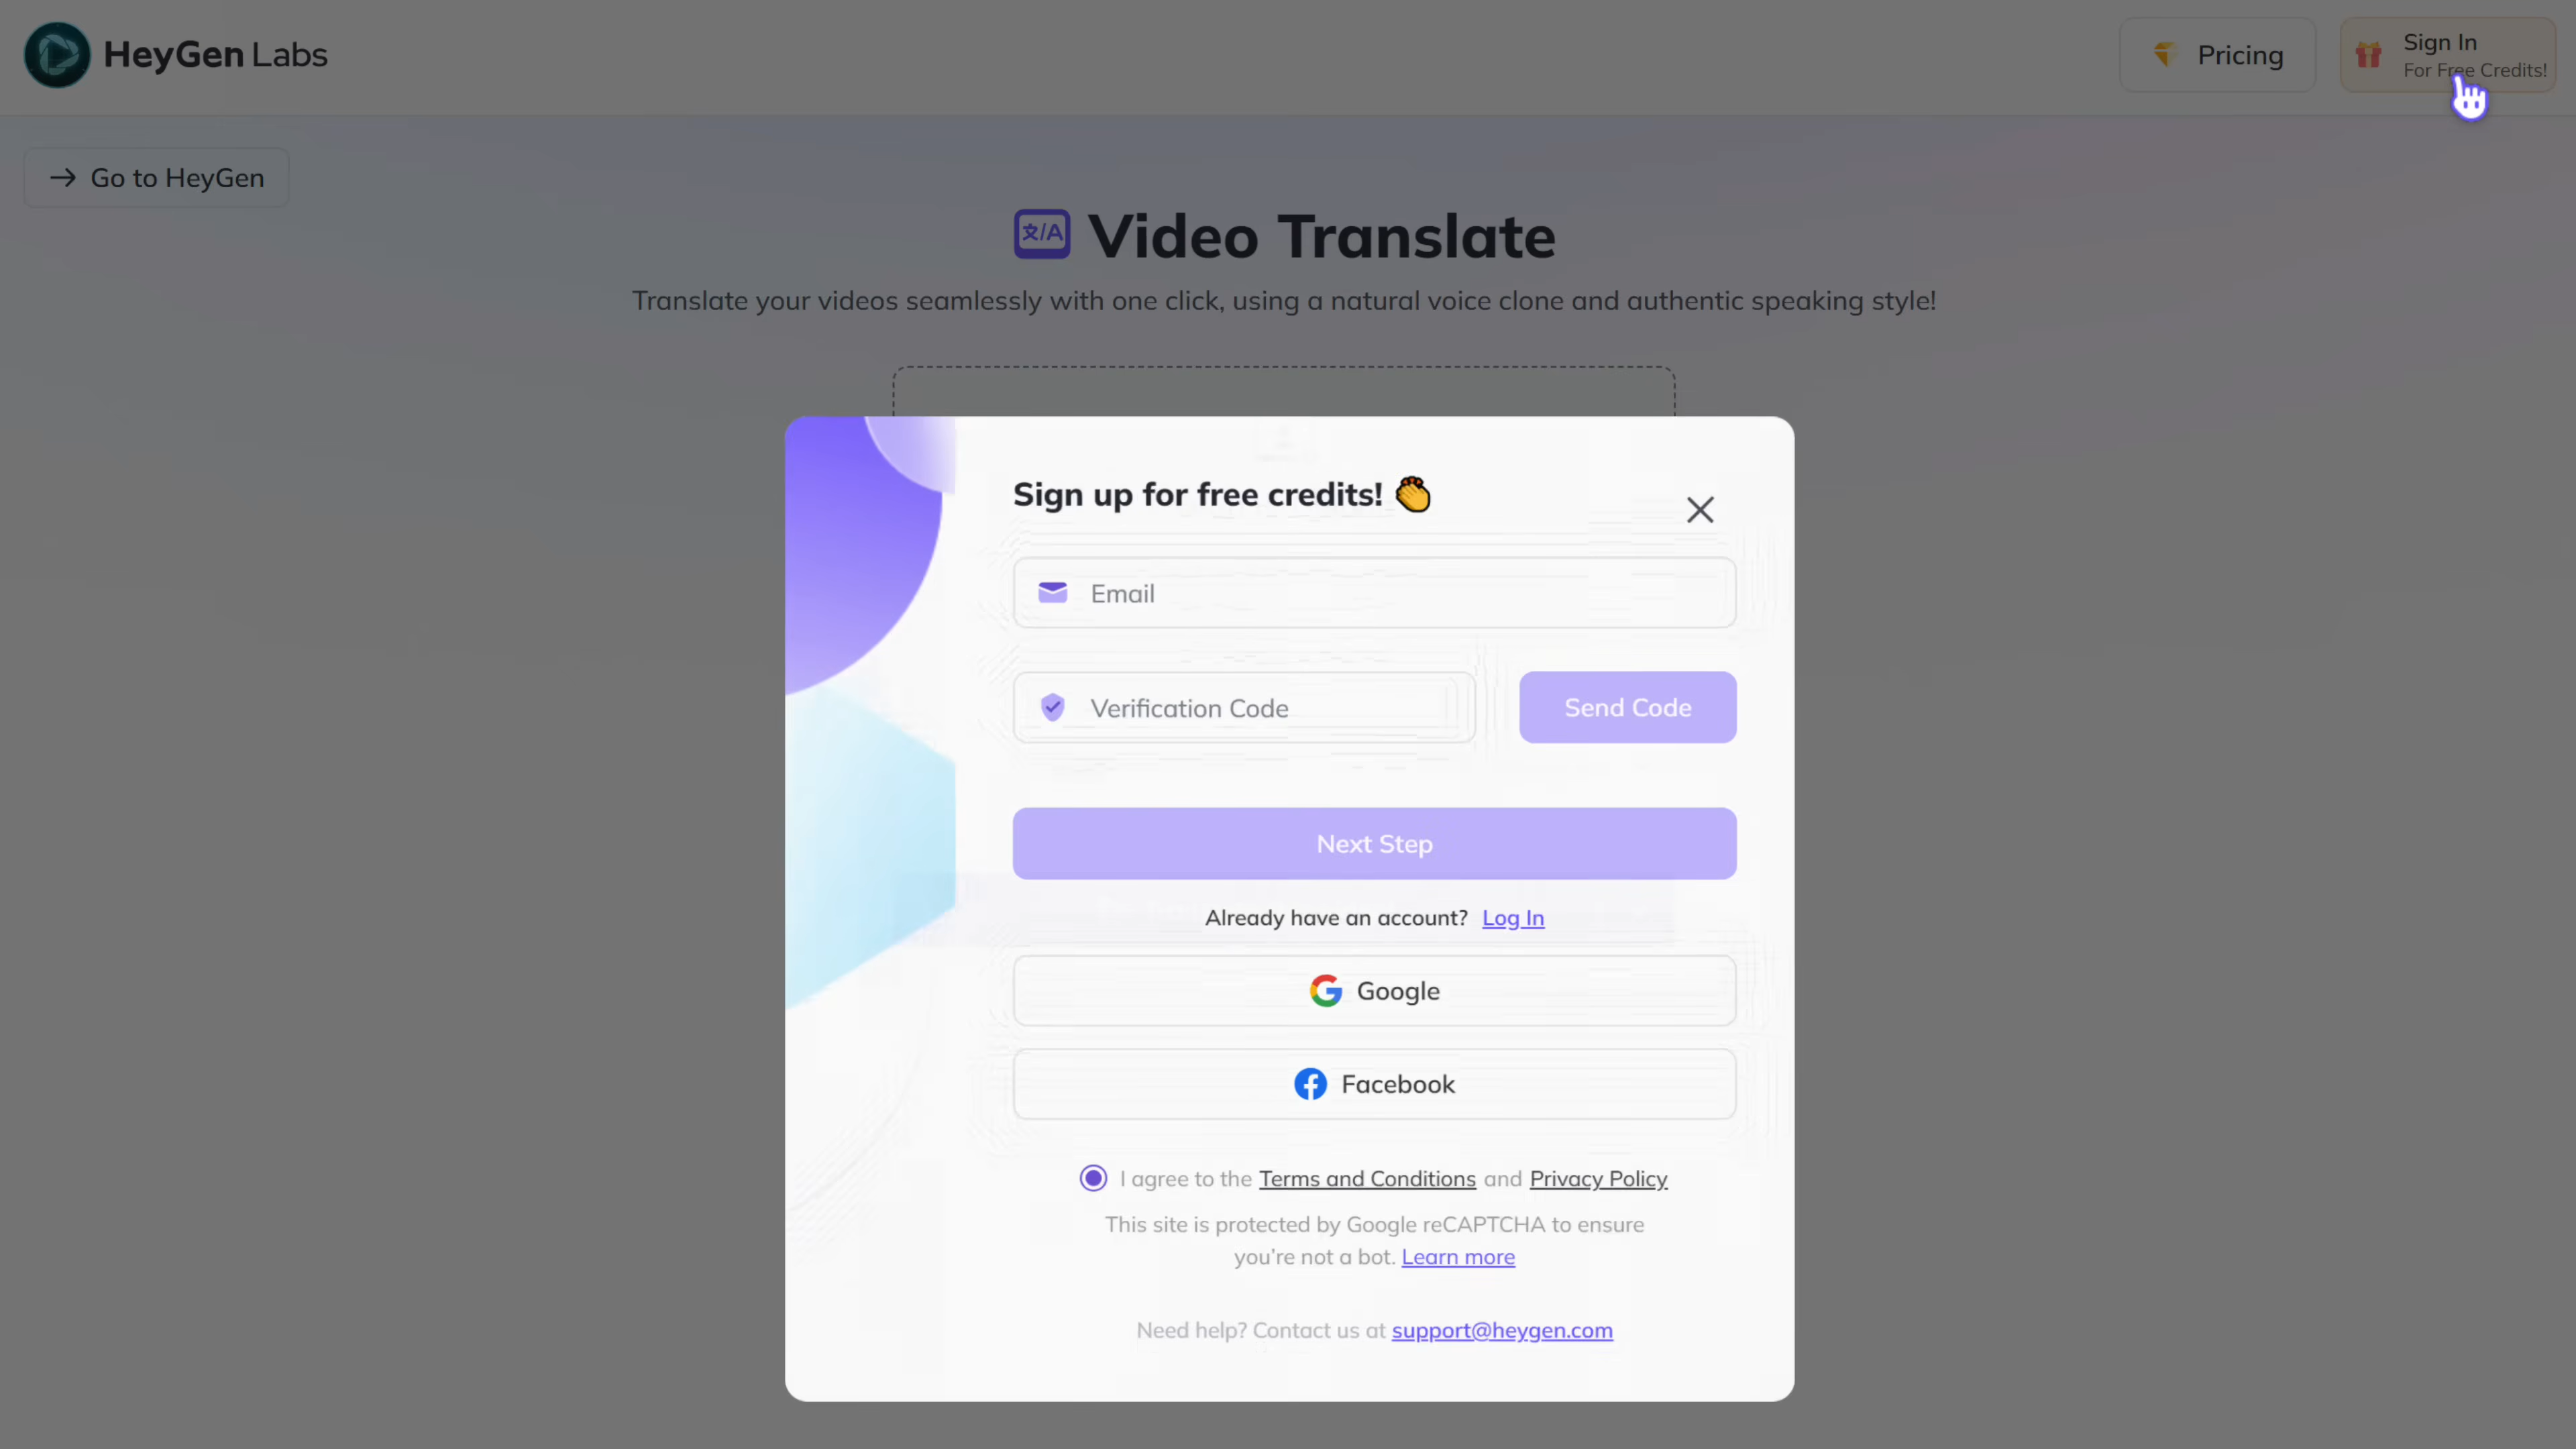 HeyGen Labs
Pricing
Sign In
For Free Credits!
→ Go to HeyGen
文/A Video Translate
Translate your videos seamlessly with one click, using a natural voice clone and authentic speaking style!
Sign up for free credits! 👏
Email
Verification Code
Send Code
Next Step
Already have an account? Log In
Google
Facebook
I agree to the Terms and Conditions and Privacy Policy
This site is protected by Google reCAPTCHA to ensure
you're not a bot. Learn more
Need help? Contact us at support@heygen.com